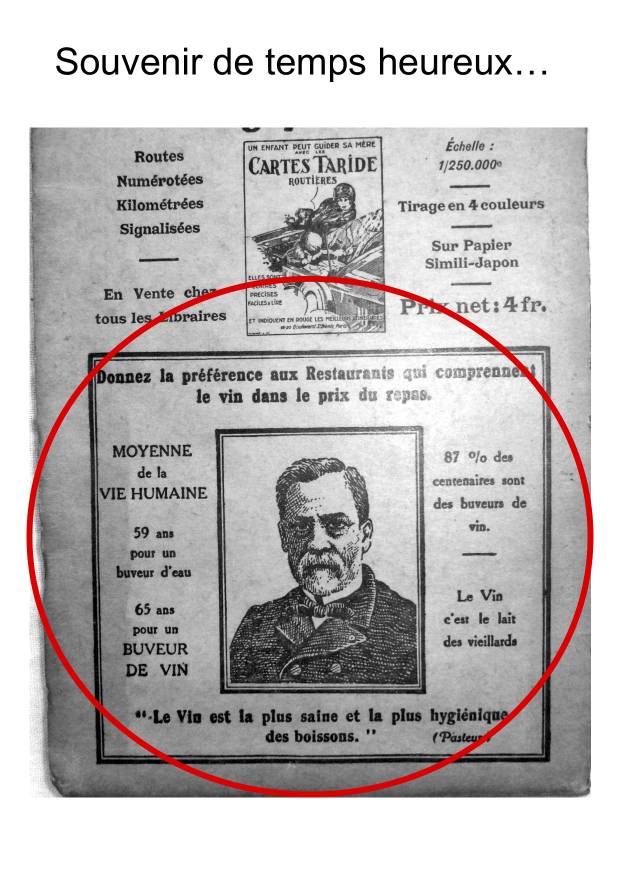 Souvenir de temps heureux…
Routes
Numérotées
Kilométrées
Signalisées
En Vente chez
tous les Libraires
UN ENFANT PEUT GUIDER SA MÈRE
AVEC LES
CARTES TARIDE
ROUTIÈRES
ELLES SONT
PRECISES
FACILES A LIRE
ET INDIQUENT EN ROUGE LES MEILLEURS
Boulevard St Denis, Paris
Échelle :
1/250.000e
Tirage en 4 couleurs
Sur Papier
Simili-Japon
Prix net: 4 fr.
Donnez la préférence aux Restaurants qui comprennent
le vin dans le prix du repas.
MOYENNE
de la
VIE HUMAINE
59 ans
pour un
buveur d'eau
65 ans
pour un
BUVEUR
DE VIN
87 % des
centenaires sont
des buveurs de
vin.
Le Vin
c'est le lait
des vieillards
"Le Vin est la plus saine et la plus hygiénique
des boissons. " (Pasteur)